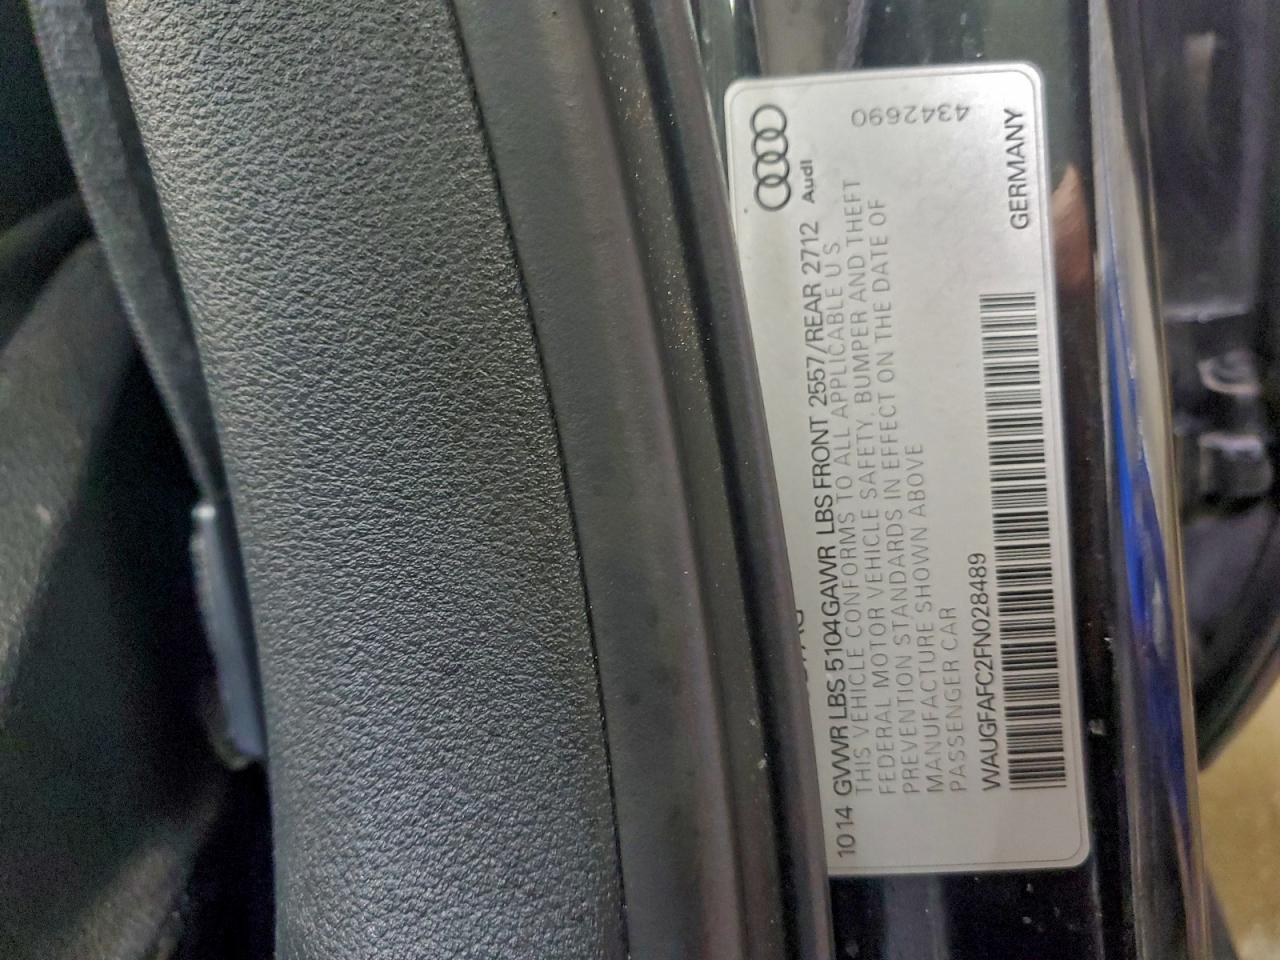 Audi
1014 GVWR LBS 5104 GAWR LBS FRONT 2557/REAR 2712
THIS VEHICLE CONFORMS TO ALL APPLICABLE U S
FEDERAL MOTOR VEHICLE SAFETY, BUMPER AND THEFT
PREVENTION STANDARDS IN EFFECT ON THE DATE OF
MANUFACTURE SHOWN ABOVE
PASSENGER CAR
WAUGFAFC2FN028489
GERMANY
4342690